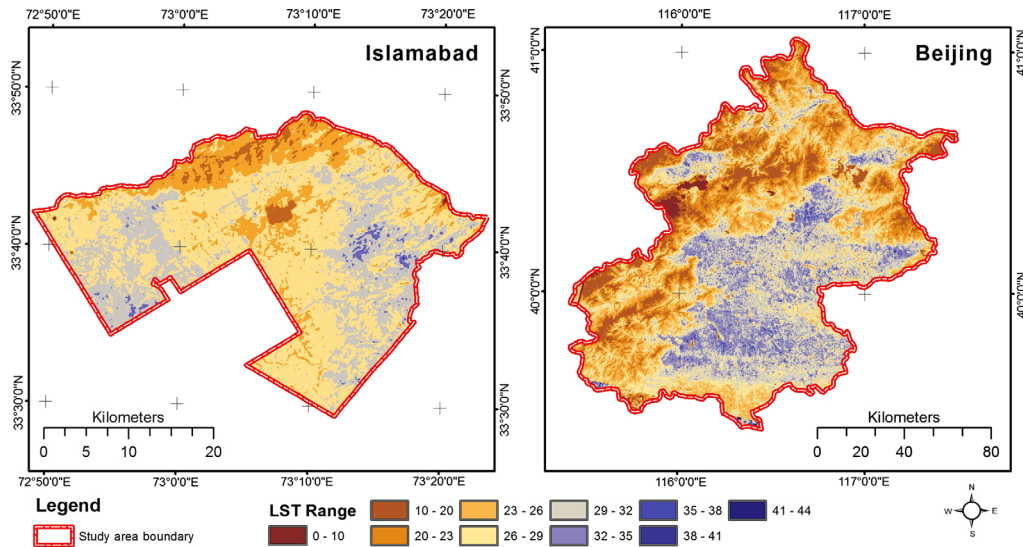 72°50'0"E 73°0'0"E 73°10'0"E 73°20'0"E
116°0'0"E 117°0'0"E
Islamabad
Beijing
33°50'0"N
33°40'0"N
33°30'0"N
33°50'0"N
33°40'0"N
33°30'0"N
41°0'0"N
40°0'0"N
41°0'0"N
40°0'0"N
Kilometers
0 5 10 20
Kilometers
0 20 40 80
72°50'0"E 73°0'0"E 73°10'0"E 73°20'0"E
116°0'0"E 117°0'0"E
Legend
Study area boundary
LST Range
0 - 10
10 - 20
20 - 23
23 - 26
26 - 29
29 - 32
32 - 35
35 - 38
38 - 41
41 - 44
N
W E
S